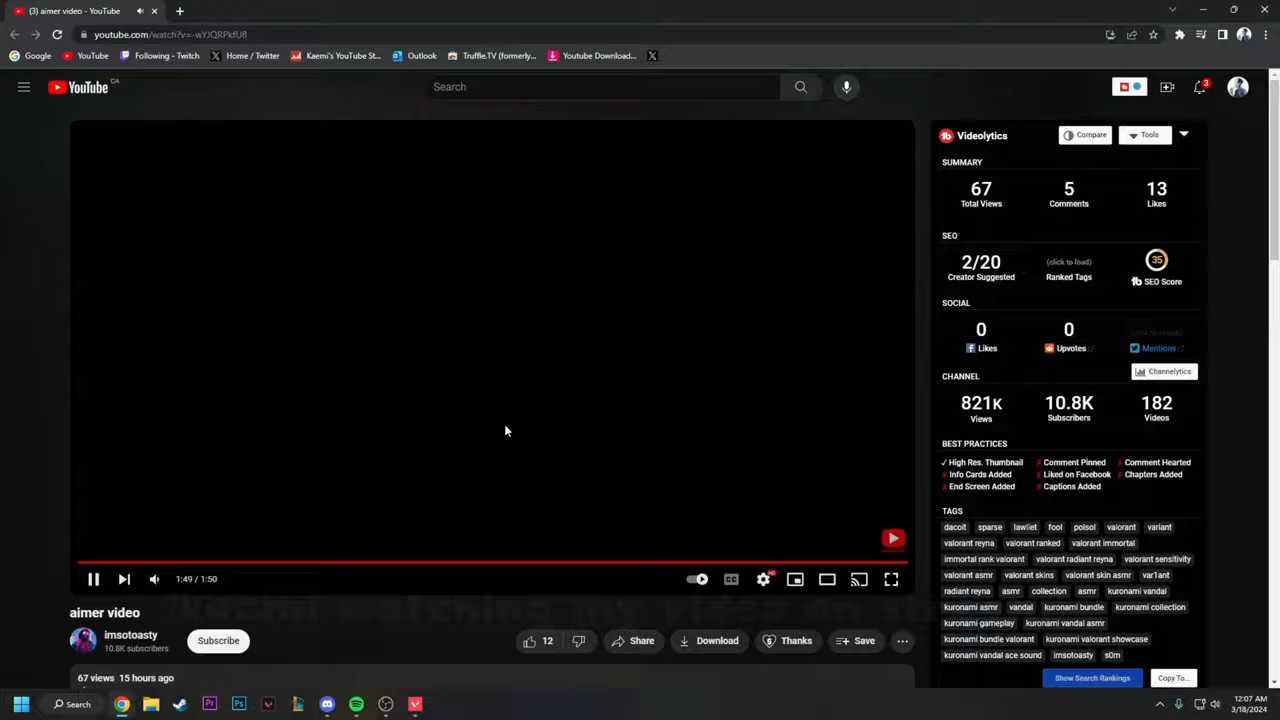 (3) aimer video - YouTube
youtube.com/watch?v=-wYJQRPkfU8
Google YouTube Following - Twitch Home / Twitter Kaemi's YouTube St... Outlook Truffle.TV (formerly... Youtube Download...
YouTube CA
Search
3
Videolytics Compare Tools
SUMMARY
67 5 13
Total Views Comments Likes
SEO
2/20 (click to load) 35
Creator Suggested Ranked Tags SEO Score
SOCIAL
0 0
Likes Upvotes Mentions
CHANNEL Channelytics
821K 10.8K 182
Views Subscribers Videos
BEST PRACTICES
✓ High Res. Thumbnail ✗ Comment Pinned ✗ Comment Hearted
✗ Info Cards Added ✗ Liked on Facebook ✗ Chapters Added
✗ End Screen Added ✗ Captions Added
TAGS
dacoit sparse lawliet fool polsol valorant variant
valorant reyna valorant ranked valorant immortal
immortal rank valorant valorant radiant reyna valorant sensitivity
valorant asmr valorant skins valorant skin asmr var1ant
radiant reyna asmr collection asmr kuronami vandal
kuronami asmr vandal kuronami bundle kuronami collection
kuronami gameplay kuronami vandal asmr
kuronami bundle valorant kuronami valorant showcase
kuronami vandal ace sound imsotoasty s0m
Show Search Rankings Copy To...
1:49 / 1:50
HD
aimer video
imsotoasty
10.8K subscribers
Subscribe
12 Share Download Thanks Save
67 views 15 hours ago
Search
12:07 AM
3/18/2024